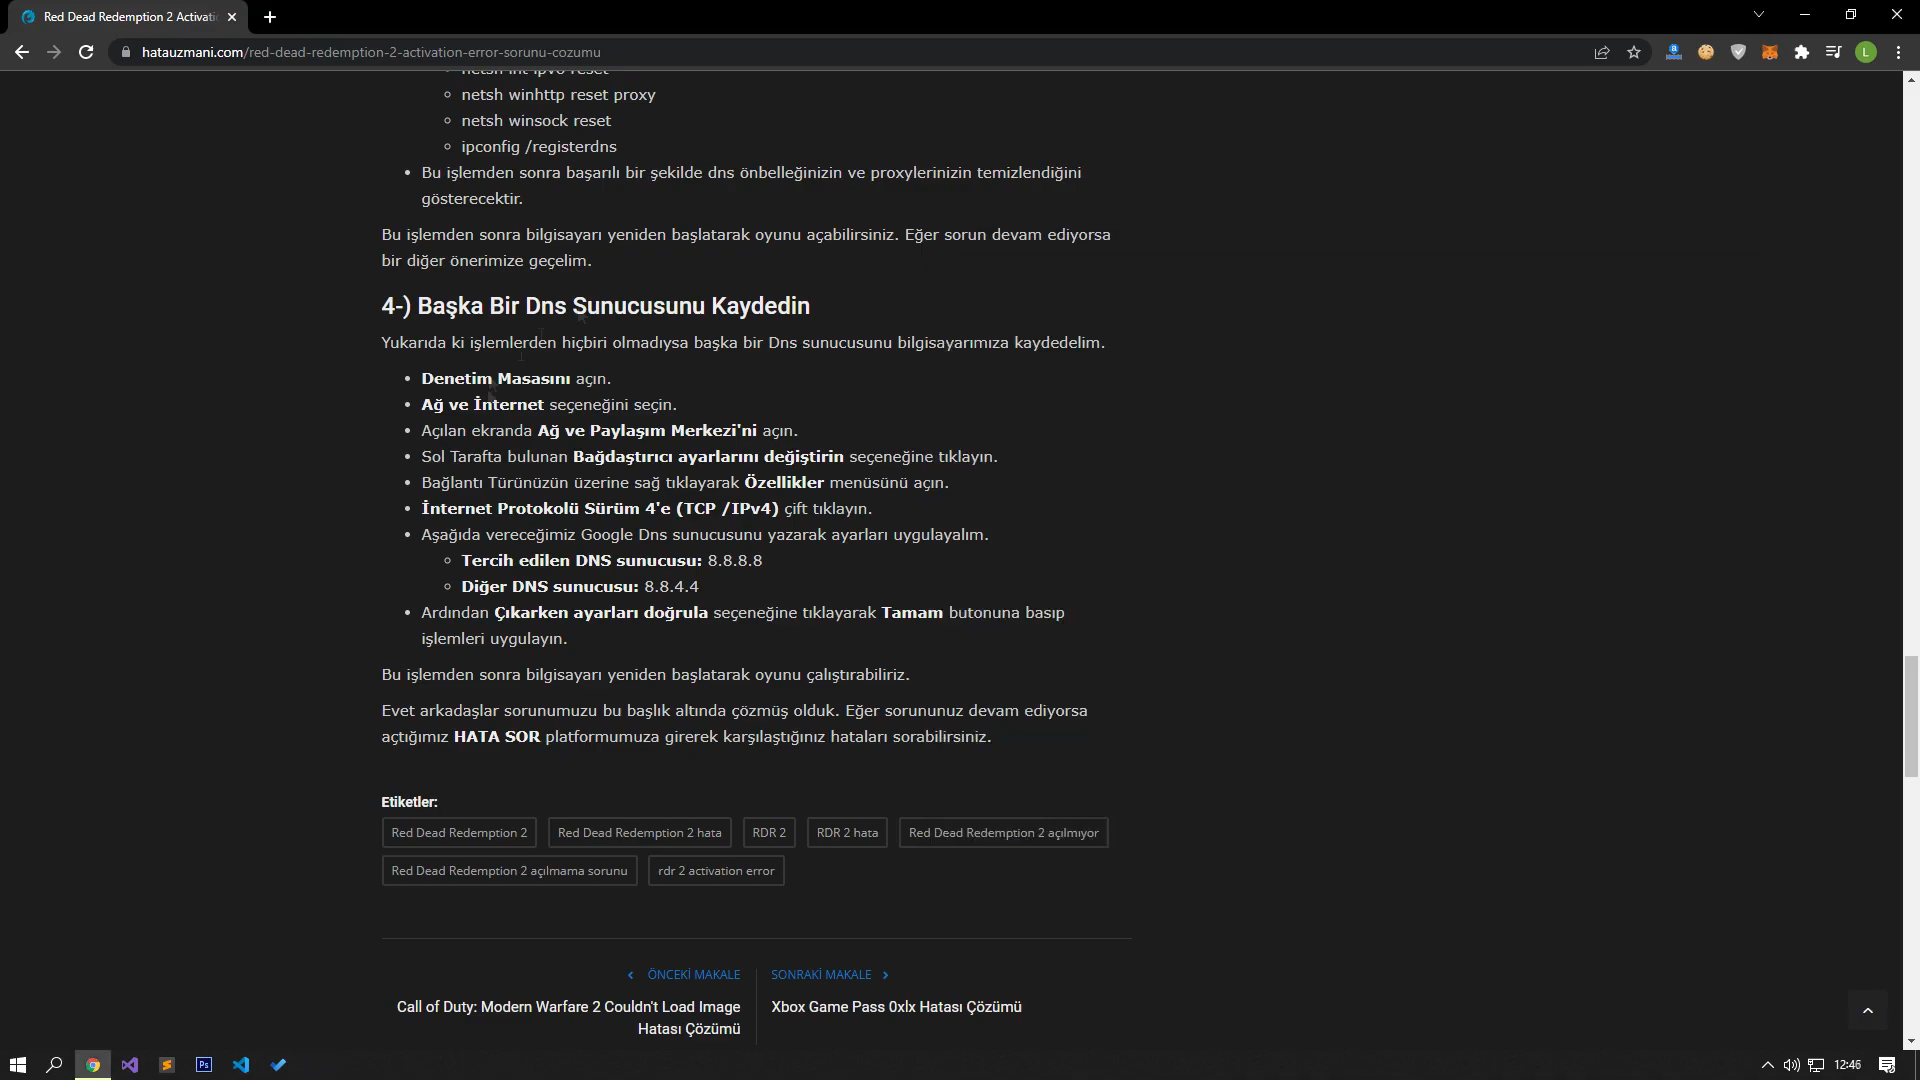 Red Dead Redemption 2 Activati
hatauzmani.com/red-dead-redemption-2-activation-error-sorunu-cozumu
L
netsh int ipv6 reset
netsh winhttp reset proxy
netsh winsock reset
ipconfig /registerdns
Bu işlemden sonra başarılı bir şekilde dns önbelleğinizin ve proxylerinizin temizlendiğini
gösterecektir.
Bu işlemden sonra bilgisayarı yeniden başlatarak oyunu açabilirsiniz. Eğer sorun devam ediyorsa
bir diğer önerimize geçelim.
4-) Başka Bir Dns Sunucusunu Kaydedin
Yukarıda ki işlemlerden hiçbiri olmadıysa başka bir Dns sunucusunu bilgisayarımıza kaydedelim.
Denetim Masasını açın.
Ağ ve İnternet seçeneğini seçin.
Açılan ekranda Ağ ve Paylaşım Merkezi'ni açın.
Sol Tarafta bulunan Bağdaştırıcı ayarlarını değiştirin seçeneğine tıklayın.
Bağlantı Türünüzün üzerine sağ tıklayarak Özellikler menüsünü açın.
İnternet Protokolü Sürüm 4'e (TCP /IPv4) çift tıklayın.
Aşağıda vereceğimiz Google Dns sunucusunu yazarak ayarları uygulayalım.
Tercih edilen DNS sunucusu: 8.8.8.8
Diğer DNS sunucusu: 8.8.4.4
Ardından Çıkarken ayarları doğrula seçeneğine tıklayarak Tamam butonuna basıp
işlemleri uygulayın.
Bu işlemden sonra bilgisayarı yeniden başlatarak oyunu çalıştırabiliriz.
Evet arkadaşlar sorunumuzu bu başlık altında çözmüş olduk. Eğer sorununuz devam ediyorsa
açtığımız HATA SOR platformumuza girerek karşılaştığınız hataları sorabilirsiniz.
Etiketler:
Red Dead Redemption 2 Red Dead Redemption 2 hata RDR 2 RDR 2 hata Red Dead Redemption 2 açılmıyor
Red Dead Redemption 2 açılmama sorunu rdr 2 activation error
ÖNCEKİ MAKALE SONRAKİ MAKALE
Call of Duty: Modern Warfare 2 Couldn't Load Image Xbox Game Pass 0xlx Hatası Çözümü
Hatası Çözümü
Ps 12:46